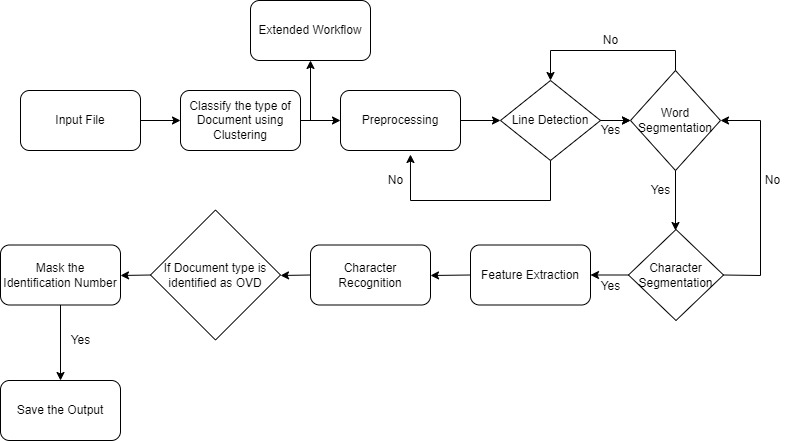 Extended Workflow
No
Input File
Classify the type of
Document using
Clustering
Preprocessing
Line Detection
Yes
Word
Segmentation
No
Yes
No
Mask the
Identification Number
If Document type is
identified as OVD
Character
Recognition
Feature Extraction
Yes
Character
Segmentation
Yes
Save the Output